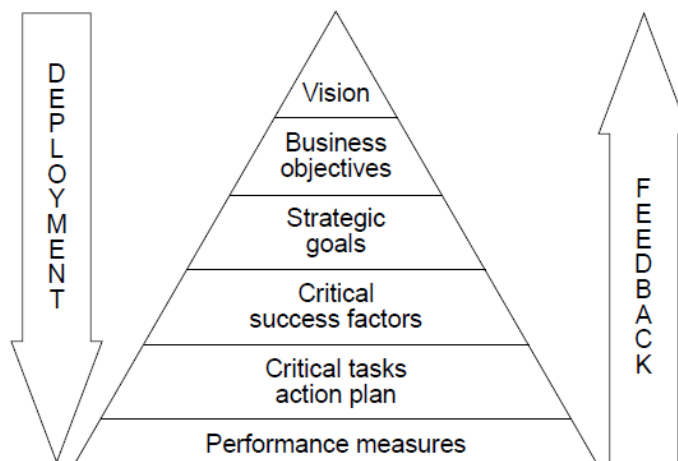 DEPLOYMENT
Vision
Business
objectives
Strategic
goals
Critical
success factors
Critical tasks
action plan
Performance measures
FEEDBACK